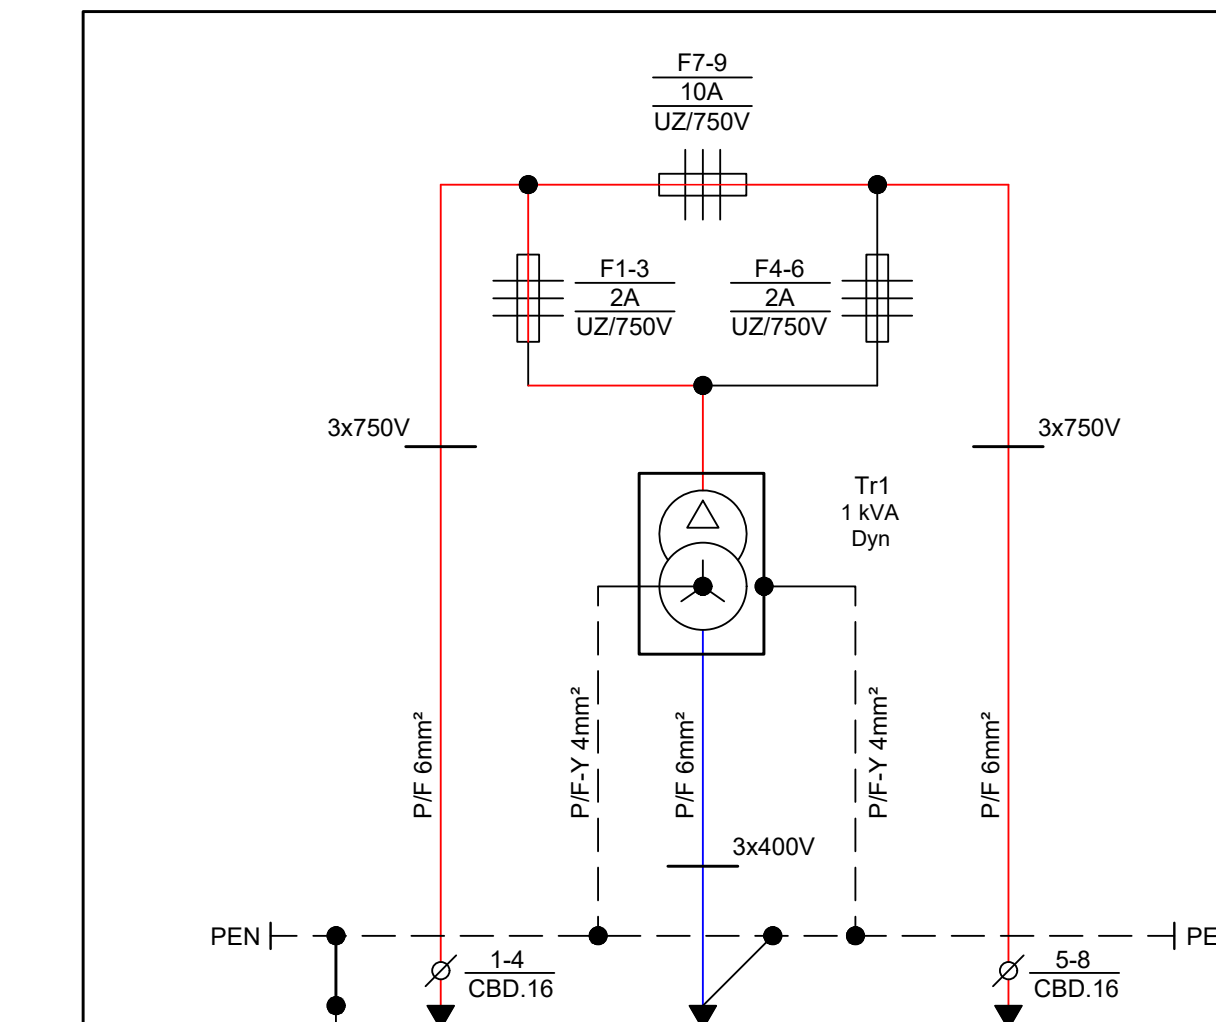 F7-9
10A
UZ/750V
F1-3
2A
UZ/750V
F4-6
2A
UZ/750V
3x750V
3x750V
Tr1
1 kVA
Dyn
P/F 6mm²
P/F-Y 4mm²
P/F 6mm²
P/F-Y 4mm²
P/F 6mm²
3x400V
PEN
PE
1-4
CBD.16
5-8
CBD.16